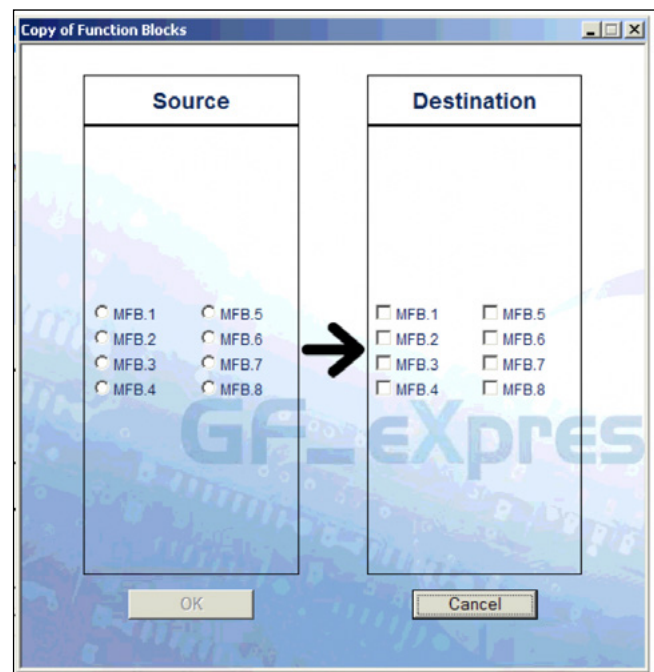 Copy of Function Blocks
Source
Destination
MFB.1 MFB.5
MFB.2 MFB.6
MFB.3 MFB.7
MFB.4 MFB.8
MFB.1 MFB.5
MFB.2 MFB.6
MFB.3 MFB.7
MFB.4 MFB.8
GF_eXpres
OK
Cancel